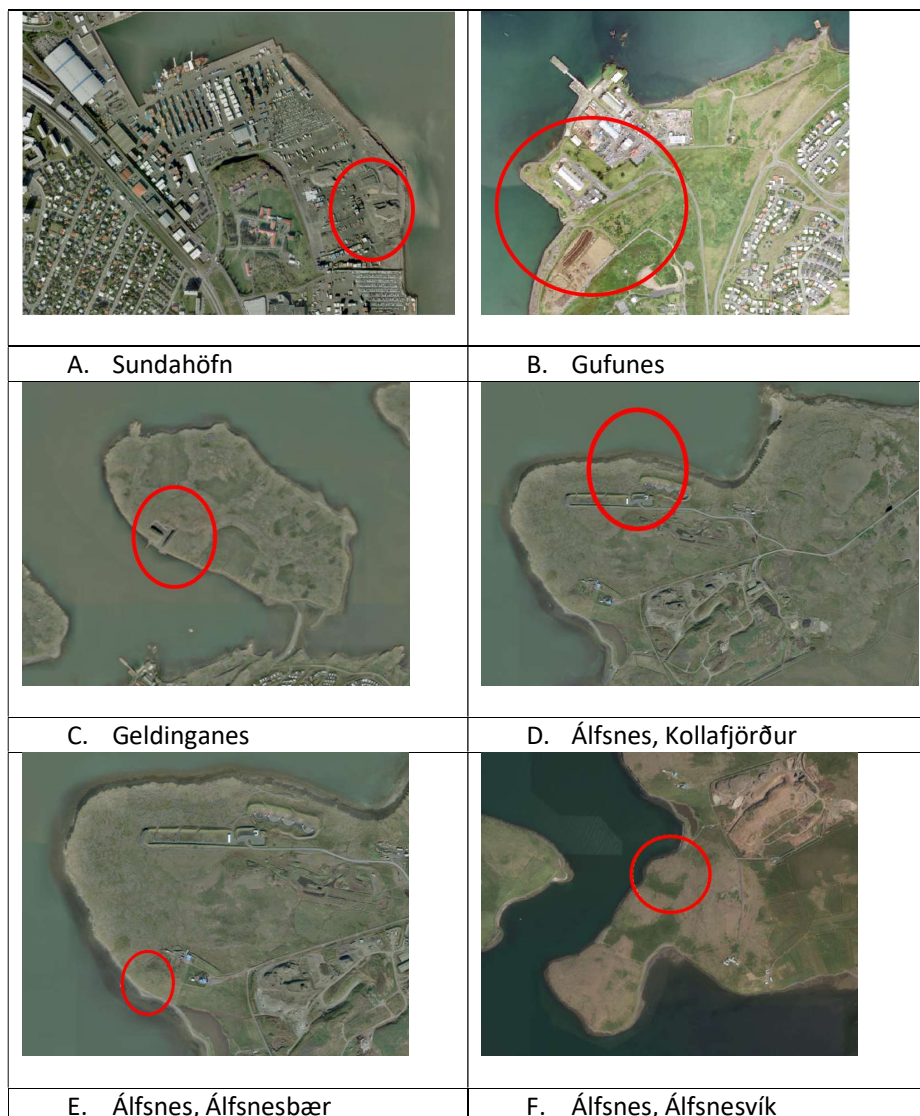 A. Sundahöfn
B. Gufunes
C. Geldinganes
D. Álfsnes, Kollafjörður
E. Álfsnes, Álfsnesbær
F. Álfsnes, Álfsnesvík